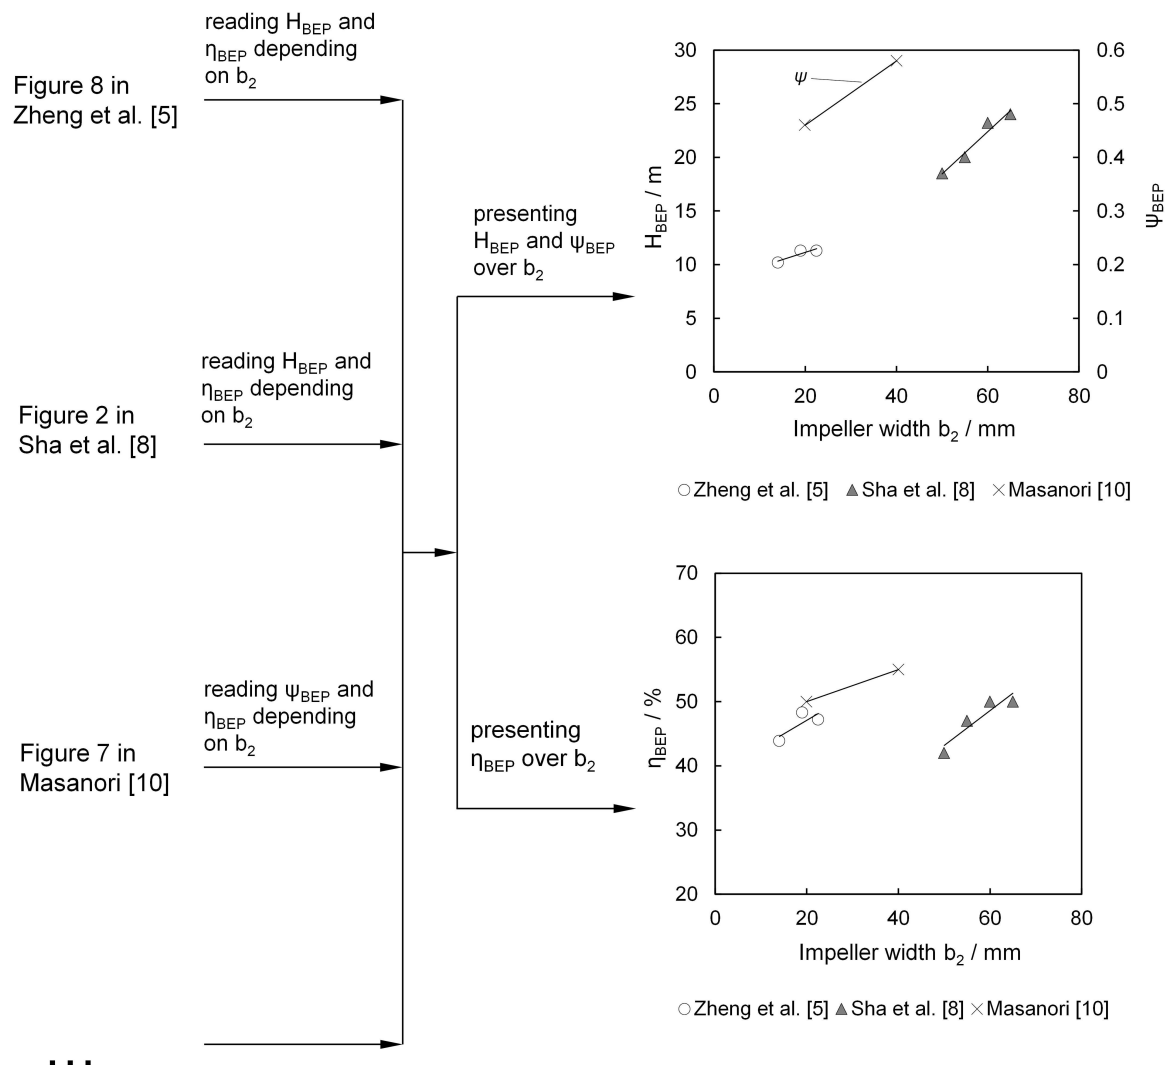 reading H_BEP and
η_BEP depending
on b_2
Figure 8 in
Zheng et al. [5]
reading H_BEP and
η_BEP depending
on b_2
Figure 2 in
Sha et al. [8]
reading ψ_BEP and
η_BEP depending
on b_2
Figure 7 in
Masanori [10]
...
presenting
H_BEP and ψ_BEP
over b_2
presenting
η_BEP over b_2
H_BEP / m
30
25
20
15
10
5
0
ψ
0.6
0.5
0.4
0.3
0.2
0.1
0
ψ_BEP
0 20 40 60 80
Impeller width b_2 / mm
Zheng et al. [5] Sha et al. [8] Masanori [10]
η_BEP / %
70
60
50
40
30
20
0 20 40 60 80
Impeller width b_2 / mm
Zheng et al. [5] Sha et al. [8] Masanori [10]